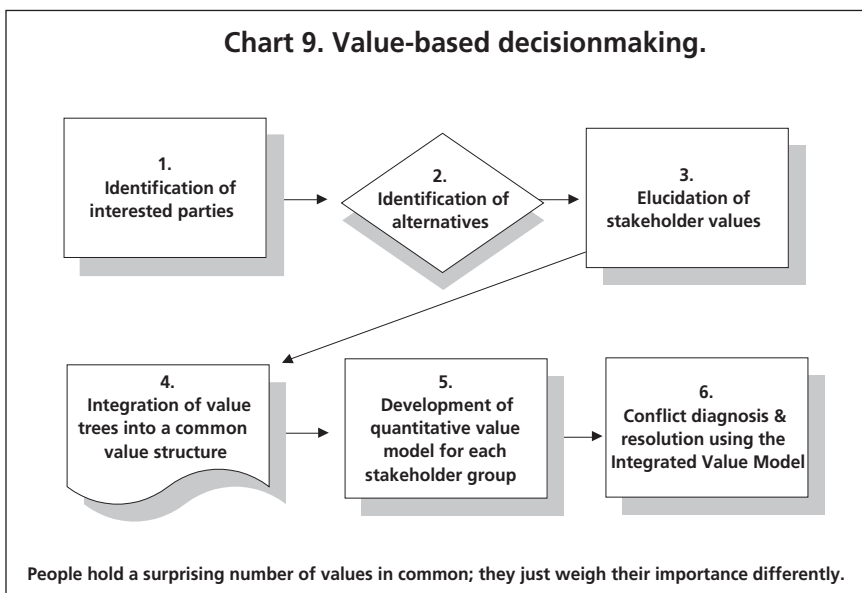 Chart 9. Value-based decisionmaking.
1.
Identification of
interested parties
2.
Identification of
alternatives
3.
Elucidation of
stakeholder values
4.
Integration of value
trees into a common
value structure
5.
Development of
quantitative value
model for each
stakeholder group
6.
Conflict diagnosis &
resolution using the
Integrated Value Model
People hold a surprising number of values in common; they just weigh their importance differently.